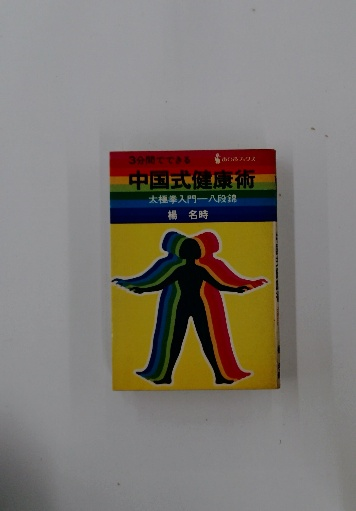 3分間でできる
中国式健康術
太極拳入門—八段錦
楊 名時